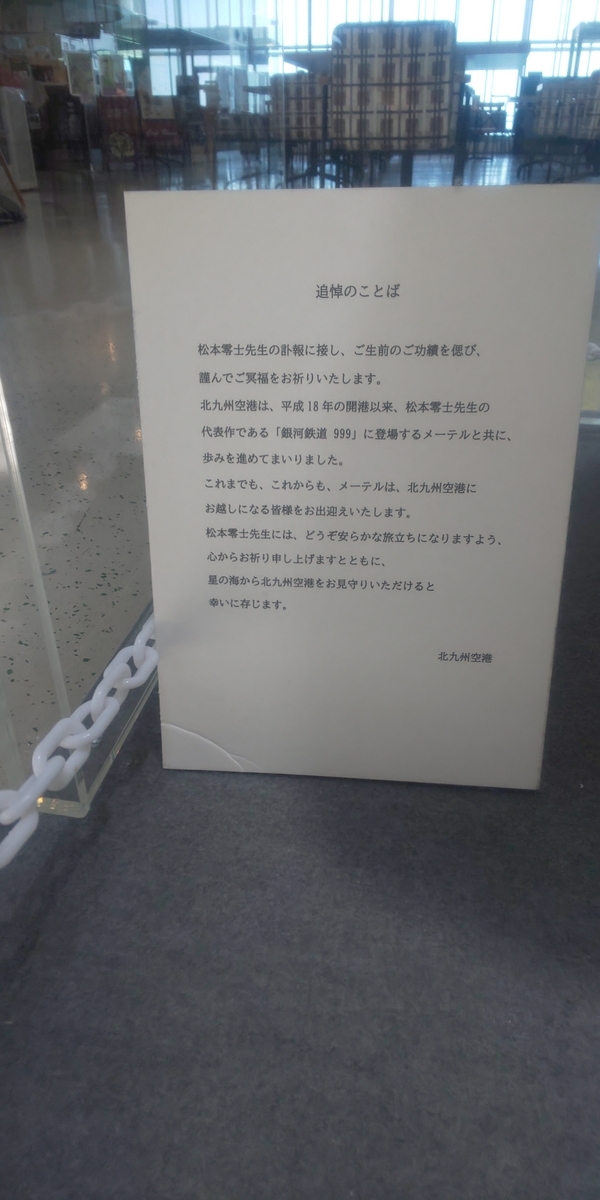 追悼のことば
松本零士先生の訃報に接し、ご生前のご功績を偲び、
謹んでご冥福をお祈りいたします。
北九州空港は、平成18年の開港以来、松本零士先生の
代表作である「銀河鉄道 999」に登場するメーテルと共に、
歩みを進めてまいりました。
これまでも、これからも、メーテルは、北九州空港に
お越しになる皆様をお出迎えいたします。
松本零士先生には、どうぞ安らかな旅立ちになりますよう、
心からお祈り申し上げますとともに、
星の海から北九州空港をお見守りいただけると
幸いに存じます。
北九州空港